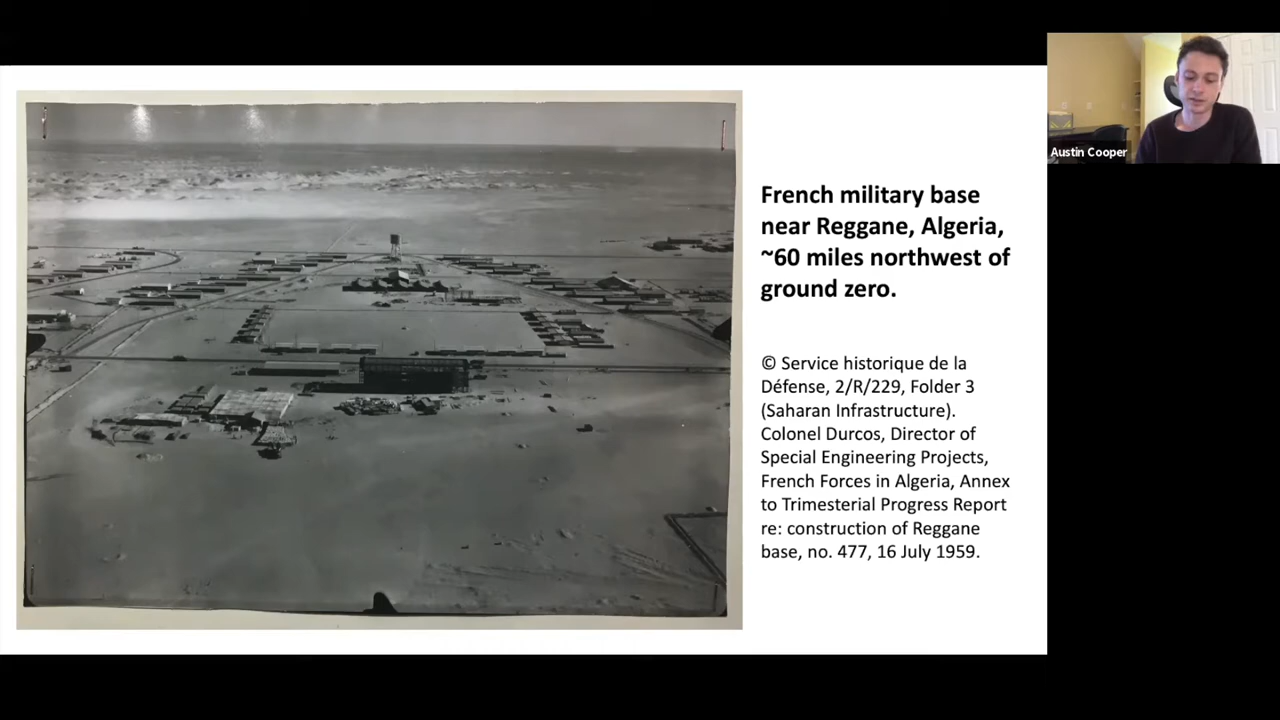 French military base
near Reggane, Algeria,
~60 miles northwest of
ground zero.
© Service historique de la
Défense, 2/R/229, Folder 3
(Saharan Infrastructure).
Colonel Durcos, Director of
Special Engineering Projects,
French Forces in Algeria, Annex
to Trimesterial Progress Report
re: construction of Reggane
base, no. 477, 16 July 1959.
Austin Cooper